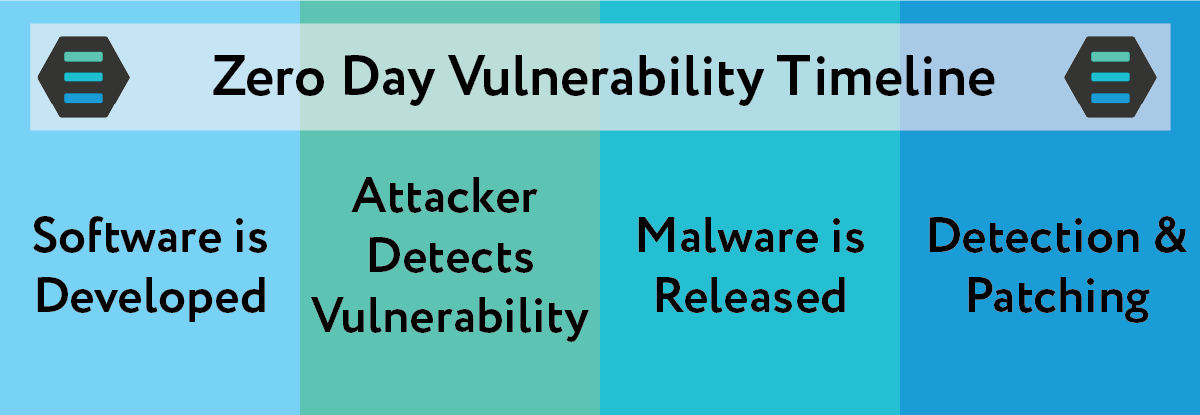 Zero Day Vulnerability Timeline
Software is
Developed
Attacker
Detects
Vulnerability
Malware is
Released
Detection &
Patching